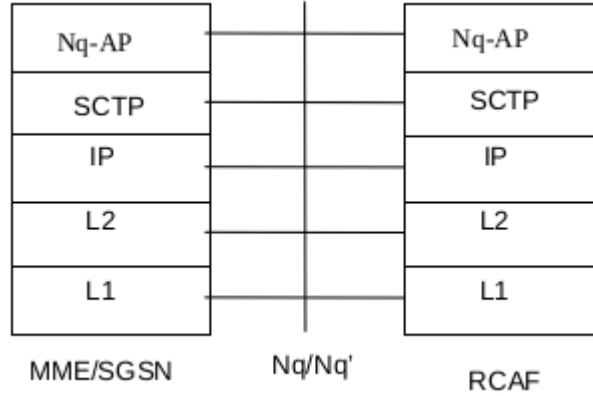 Nq-AP
SCTP
IP
L2
L1
MME/SGSN
Nq/Nq'
Nq-AP
SCTP
IP
L2
L1
RCAF